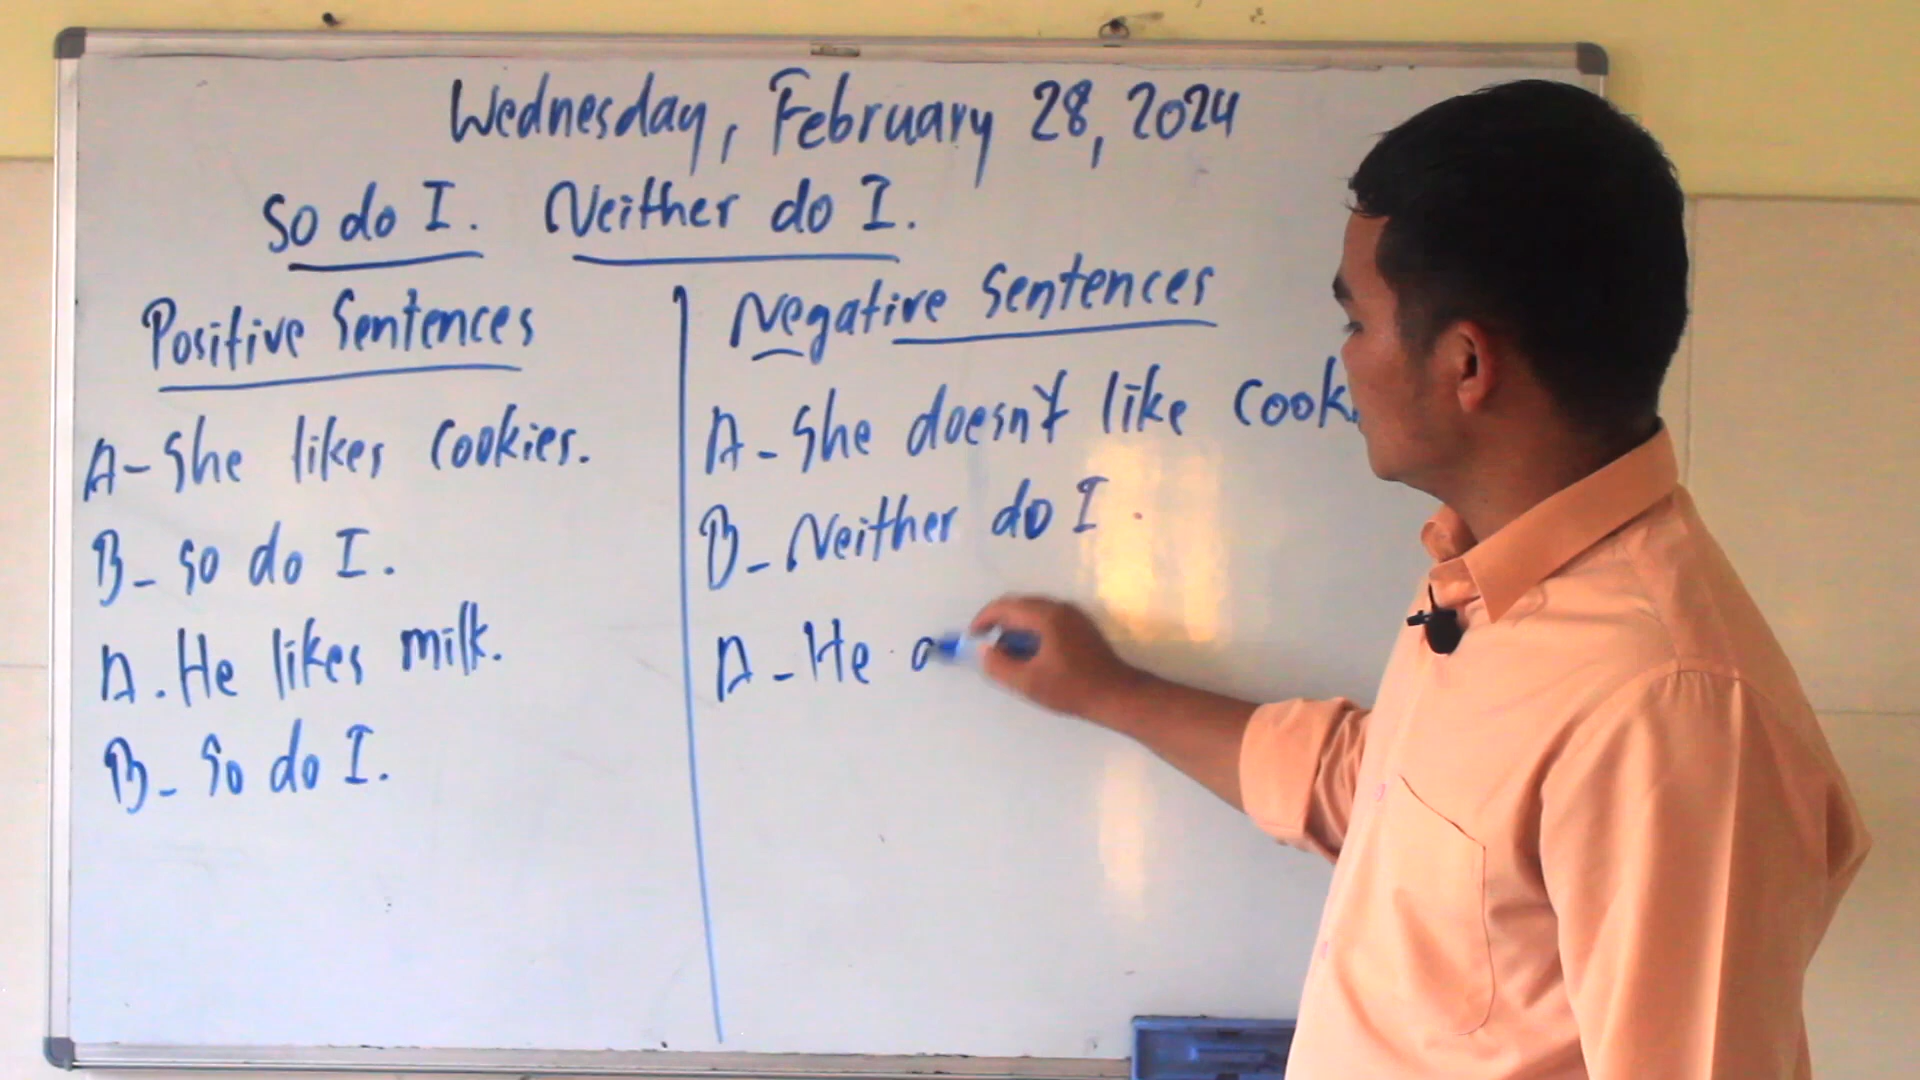 Wednesday, February 28, 2024
So do I. Neither do I.
Positive Sentences
A- She likes cookies.
B- So do I.
A. He likes milk.
B- So do I.
Negative Sentences
A- She doesn't like
B- Neither do I.
A- He